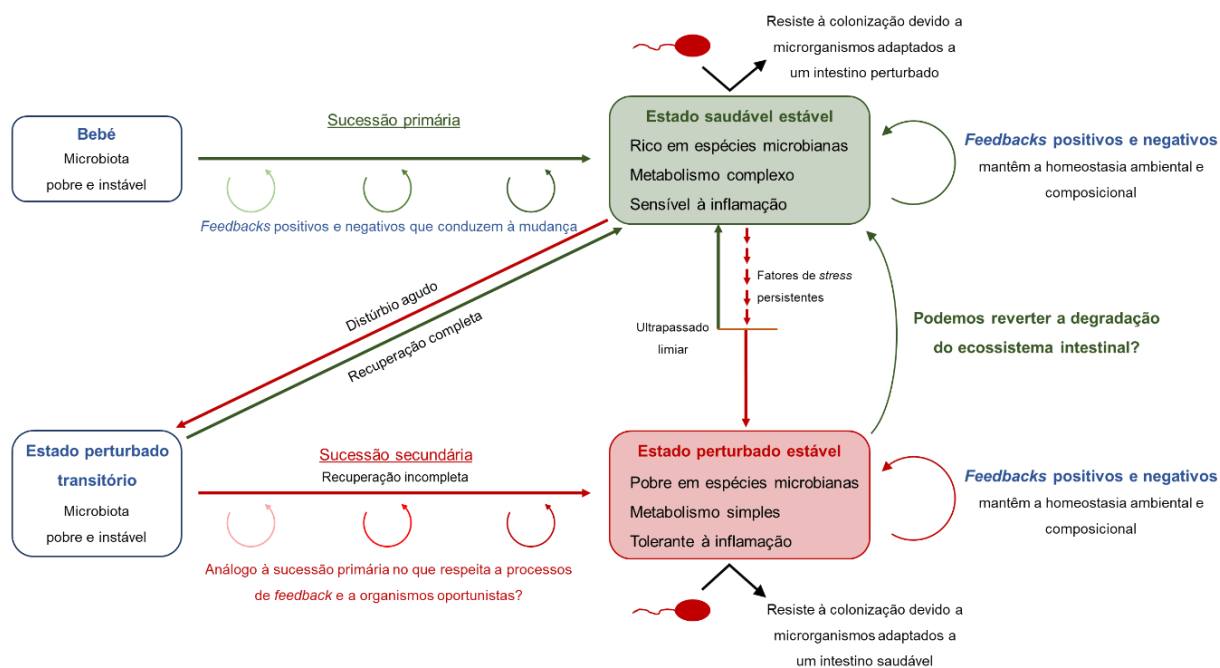 Resiste à colonização devido a
microrganismos adaptados a
um intestino perturbado
Bebé
Microbiota
pobre e instável
Sucessão primária
Feedbacks positivos e negativos que conduzem à mudança
Estado saudável estável
Rico em espécies microbianas
Metabolismo complexo
Sensível à inflamação
Feedbacks positivos e negativos
mantêm a homeostasia ambiental e
composicional
Distúrbio agudo
Recuperação completa
Fatores de stress
persistentes
Ultrapassado
limiar
Podemos reverter a degradação
do ecossistema intestinal?
Estado perturbado
transitório
Microbiota
pobre e instável
Sucessão secundária
Recuperação incompleta
Análogo à sucessão primária no que respeita a processos
de feedback e a organismos oportunistas?
Estado perturbado estável
Pobre em espécies microbianas
Metabolismo simples
Tolerante à inflamação
Feedbacks positivos e negativos
mantêm a homeostasia ambiental e
composicional
Resiste à colonização devido a
microrganismos adaptados a
um intestino saudável